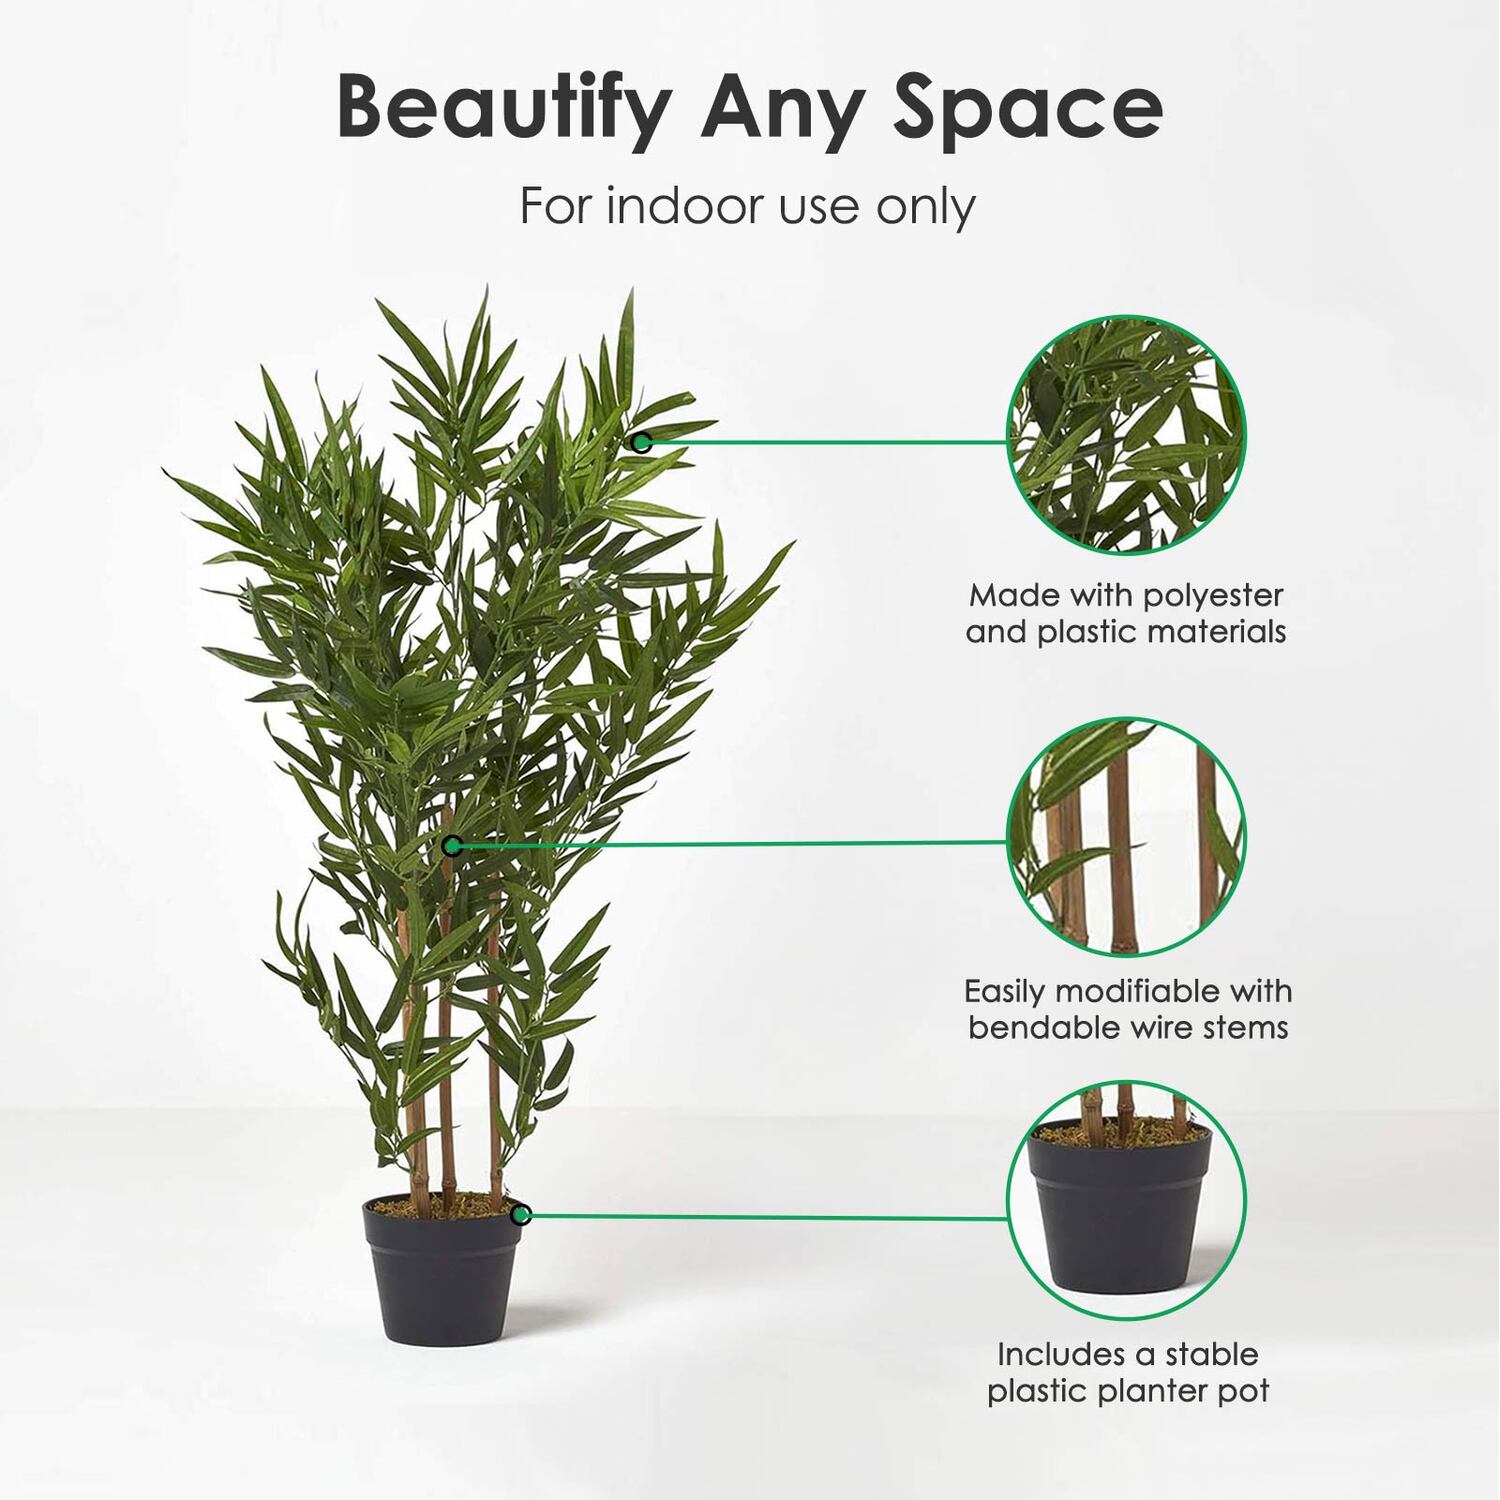 Beautify Any Space
For indoor use only
Made with polyester
and plastic materials
Easily modifiable with
bendable wire stems
Includes a stable
plastic planter pot